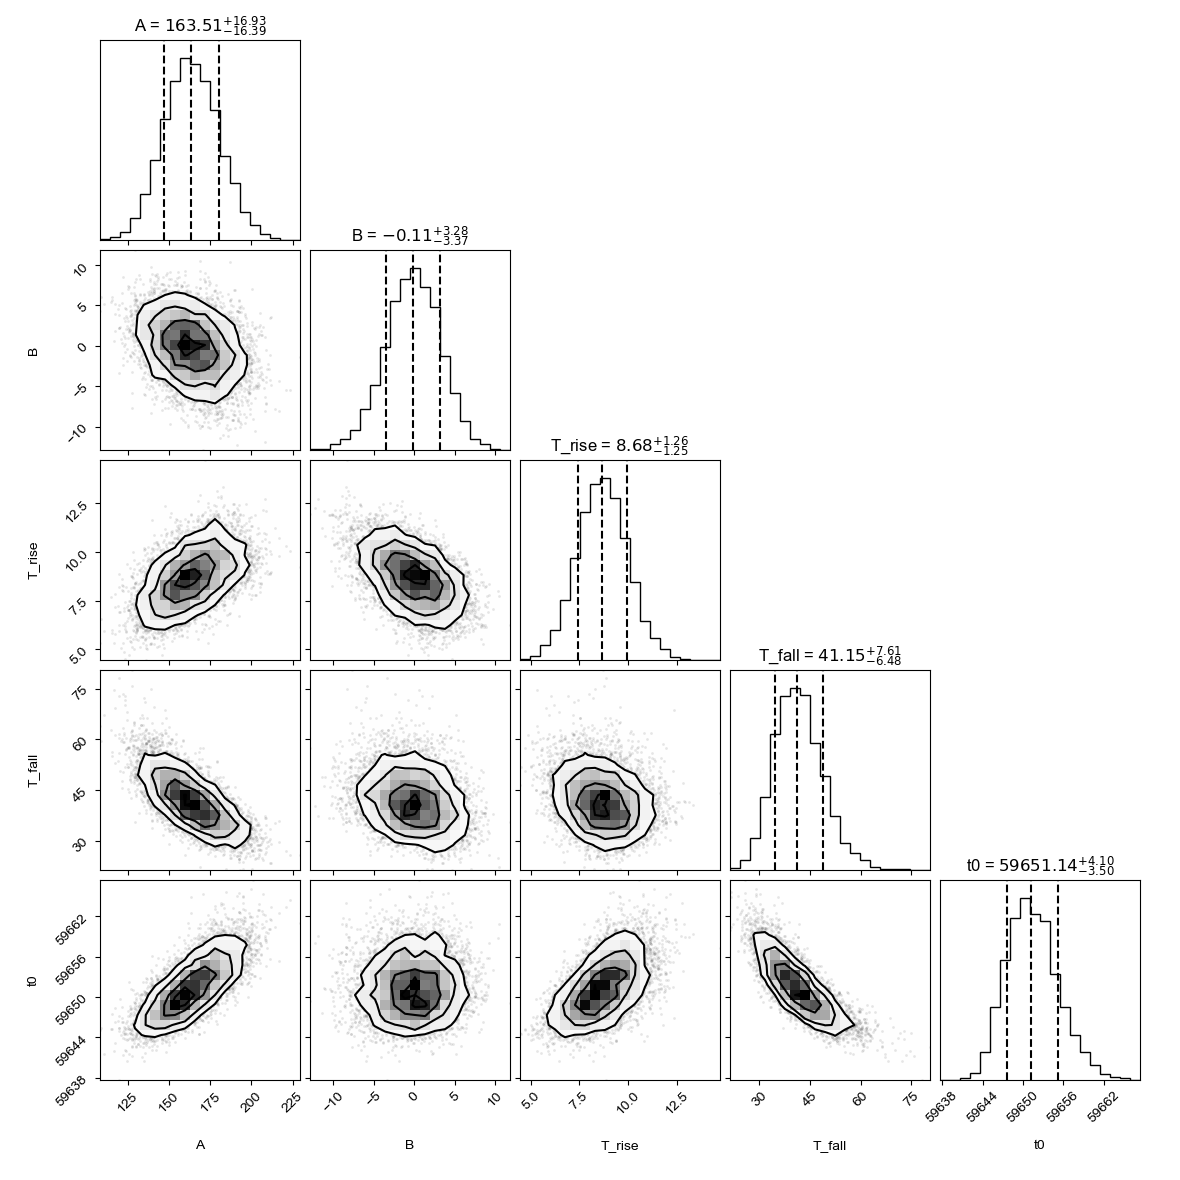 A = 163.51+16.93−16.39
B = −0.11+3.28−3.37
10
5
0
−5
−10
B
T_rise = 8.68+1.26−1.25
12.5
10.0
7.5
5.0
T_rise
T_fall = 41.15+7.61−6.48
75
60
45
30
T_fall
t0 = 59651.14+4.10−3.50
59662
59656
59650
59644
59638
t0
125 150 175 200 225 −10 −5 0 5 10 5.0 7.5 10.0 12.5 30 45 60 75 59638 59644 59650 59656 59662
A B T_rise T_fall t0